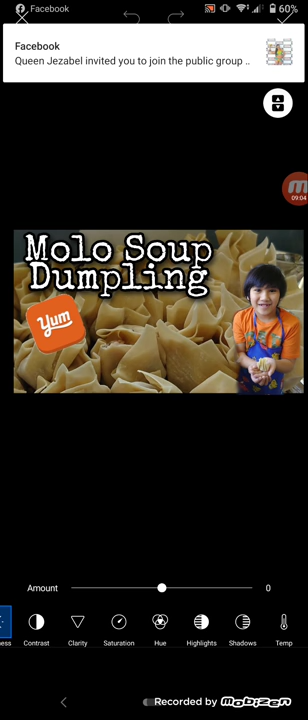 Facebook
60%
Facebook
Queen Jezabel invited you to join the public group ..
09:04
Molo Soup
Dumpling
Yum
Amount
0
ness
Contrast
Clarity
Saturation
Hue
Highlights
Shadows
Temp
Recorded by Mobizen